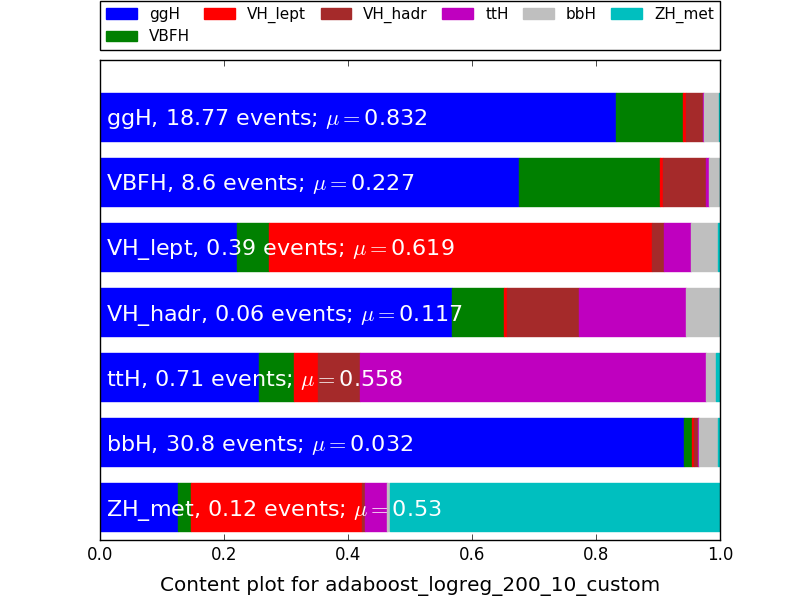 ggH VH_lept VH_hadr ttH bbH ZH_met
VBFH
ggH, 18.77 events; μ = 0.832
VBFH, 8.6 events; μ = 0.227
VH_lept, 0.39 events; μ = 0.619
VH_hadr, 0.06 events; μ = 0.117
ttH, 0.71 events; μ = 0.558
bbH, 30.8 events; μ = 0.032
ZH_met, 0.12 events; μ = 0.53
0.0 0.2 0.4 0.6 0.8 1.0
Content plot for adaboost_logreg_200_10_custom